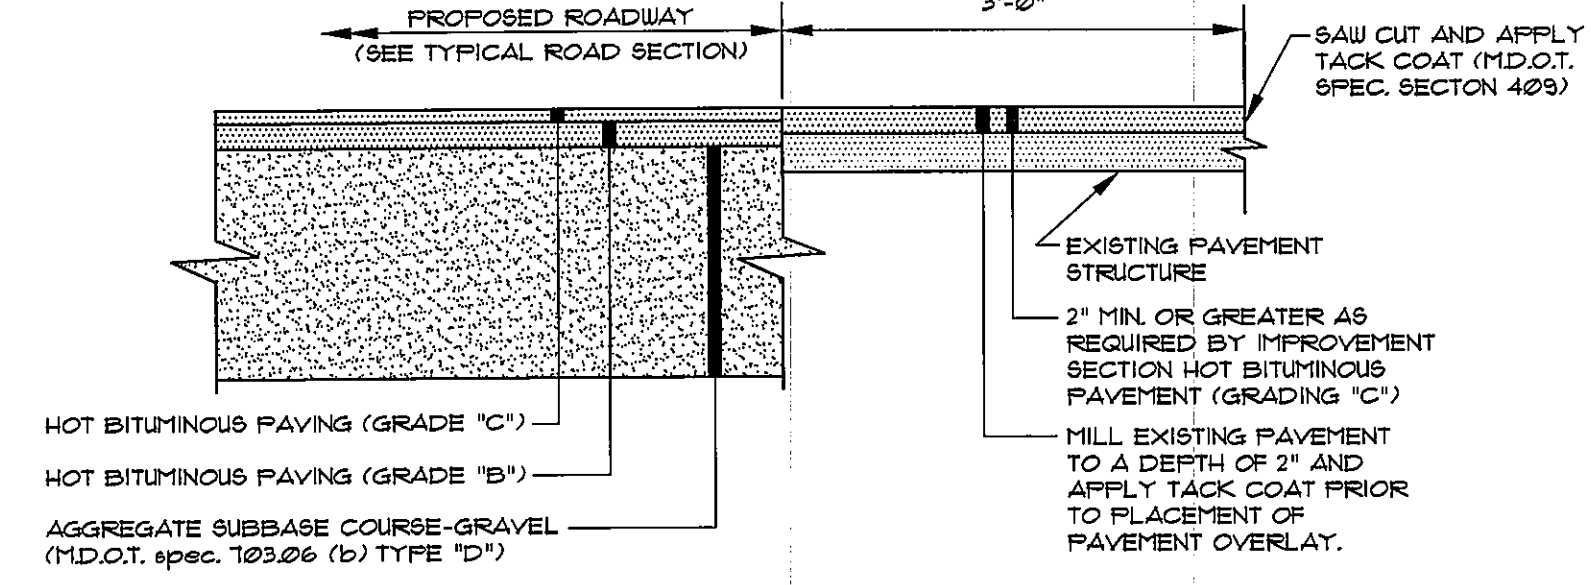 PROPOSED ROADWAY
(SEE TYPICAL ROAD SECTION)
3'-0"
SAW CUT AND APPLY
TACK COAT (M.D.O.T.
SPEC. SECTON 409)
EXISTING PAVEMENT
STRUCTURE
2" MIN. OR GREATER AS
REQUIRED BY IMPROVEMENT
SECTION HOT BITUMINOUS
PAVEMENT (GRADING "C")
MILL EXISTING PAVEMENT
TO A DEPTH OF 2" AND
APPLY TACK COAT PRIOR
TO PLACEMENT OF
PAVEMENT OVERLAY.
HOT BITUMINOUS PAVING (GRADE "C")
HOT BITUMINOUS PAVING (GRADE "B")
AGGREGATE SUBBASE COURSE-GRAVEL
(M.D.O.T. spec. 703.06 (b) TYPE "D")